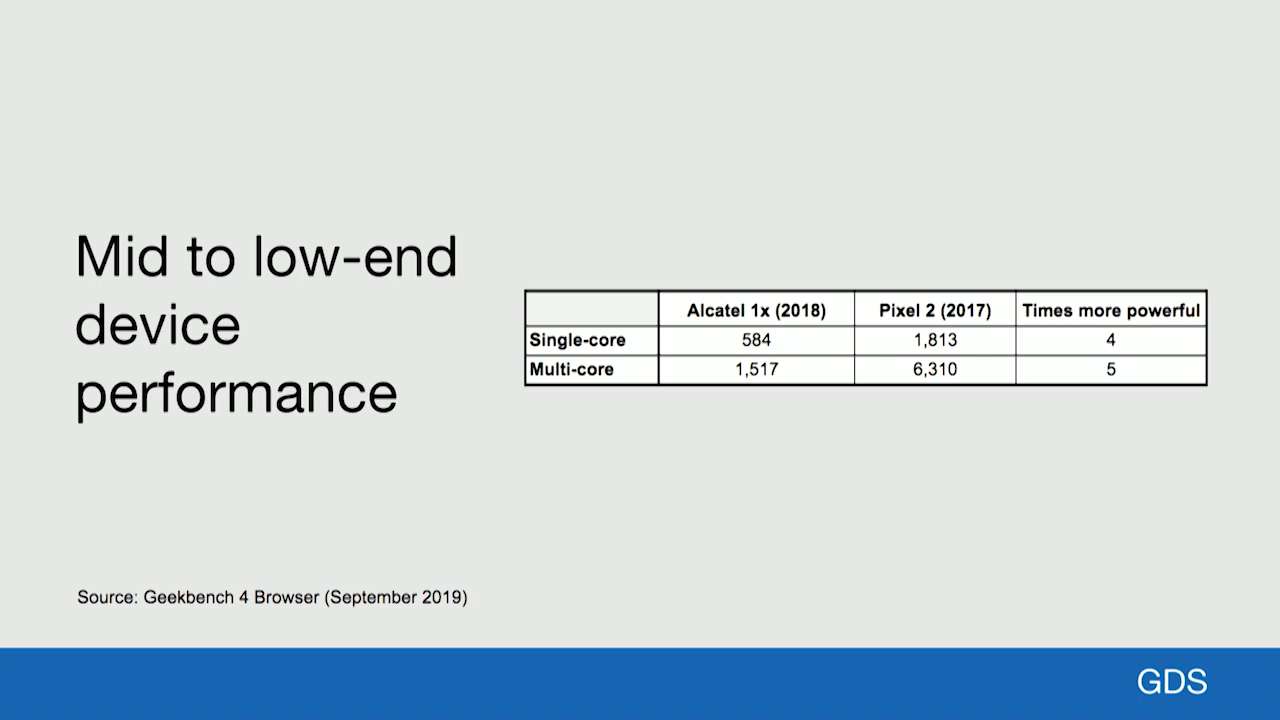 Mid to low-end
device
performance
Alcatel 1x (2018) Pixel 2 (2017) Times more powerful
Single-core 584 1,813 4
Multi-core 1,517 6,310 5
Source: Geekbench 4 Browser (September 2019)
GDS